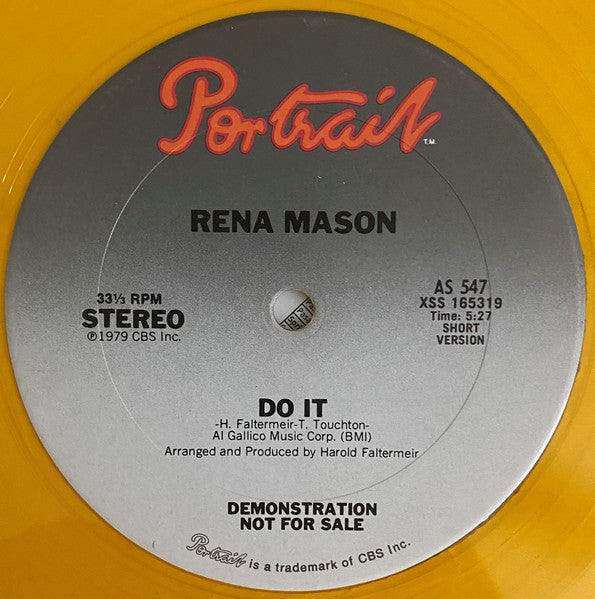 Portrait
T.M.
RENA MASON
33⅓ RPM
STEREO
℗1979 CBS Inc.
AS 547
XSS 165319
Time: 5:27
SHORT
VERSION
DO IT
-H. Faltermeir-T. Touchton-
Al Gallico Music Corp. (BMI)
Arranged and Produced by Harold Faltermeir
DEMONSTRATION
NOT FOR SALE
Portrait is a trademark of CBS Inc.